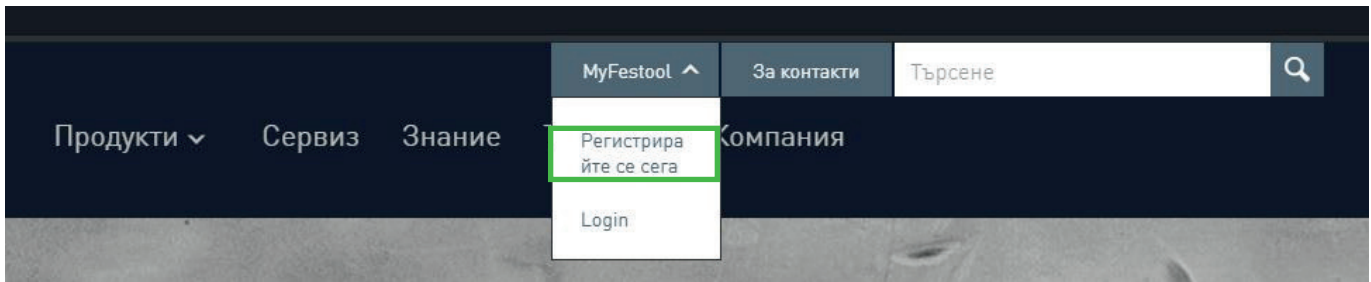 MyFestool
За контакти
Търсене
Продукти
Сервиз
Знание
Компания
Регистрира
йте се сега
Login